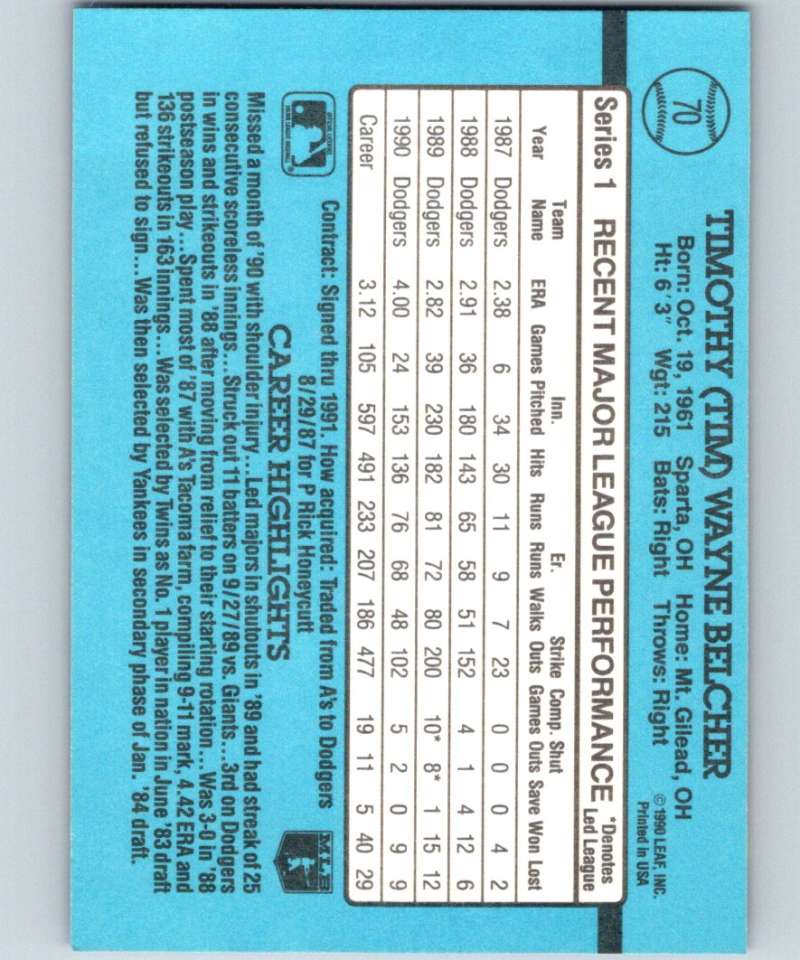 70
TIMOTHY (TIM) WAYNE BELCHER
Born: Oct. 19, 1961 Sparta, OH Home: Mt. Gilead, OH
Ht: 6' 3" Wgt: 215 Bats: Right Throws: Right
©1990 LEAF, INC.
Printed in USA
Series 1 RECENT MAJOR LEAGUE PERFORMANCE *Denotes Led League
Year Team Name ERA Games Inn. Pitched Hits Runs Er. Runs Walks Strike Outs Comp. Games Shut Outs Save Won Lost
1987 Dodgers 2.38 6 34 30 11 9 7 23 0 0 0 4 2
1988 Dodgers 2.91 36 180 143 65 58 51 152 4 1 4 12 6
1989 Dodgers 2.82 39 230 182 81 72 80 200 10* 8* 1 15 12
1990 Dodgers 4.00 24 153 136 76 68 48 102 5 2 0 9 9
Career 3.12 105 597 491 233 207 186 477 19 11 5 40 29
Contract: Signed thru 1991. How acquired: Traded from A's to Dodgers
8/29/87 for P Rick Honeycutt
CAREER HIGHLIGHTS
MLB
Missed a month of '90 with shoulder injury...Led majors in shutouts in '89 and had streak of 25
consecutive scoreless innings...Struck out 11 batters on 9/27/89 vs. Giants...3rd on Dodgers
in wins and strikeouts in '88 after moving from relief to their starting rotation...Was 3-0 in '88
postseason play...Spent most of '87 with A's Tacoma farm, compiling 9-11 mark, 4.42 ERA and
136 strikeouts in 163 innings...Was selected by Twins as No. 1 player in nation in June '83 draft
but refused to sign...Was then selected by Yankees in secondary phase of Jan. '84 draft.